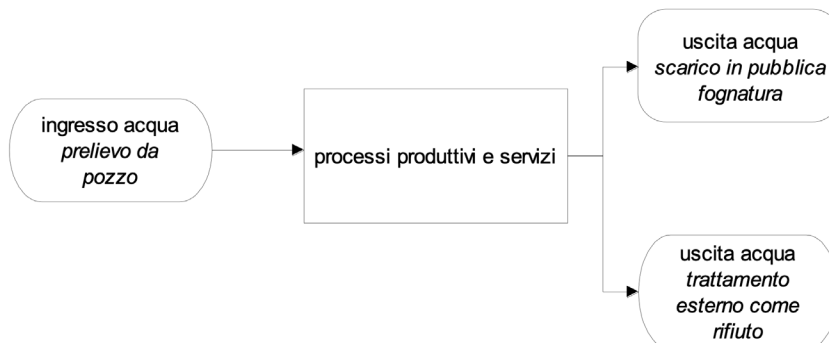 ingresso acqua
prelievo da
pozzo
processi produttivi e servizi
uscita acqua
scarico in pubblica
fognatura
uscita acqua
trattamento
esterno come
rifiuto